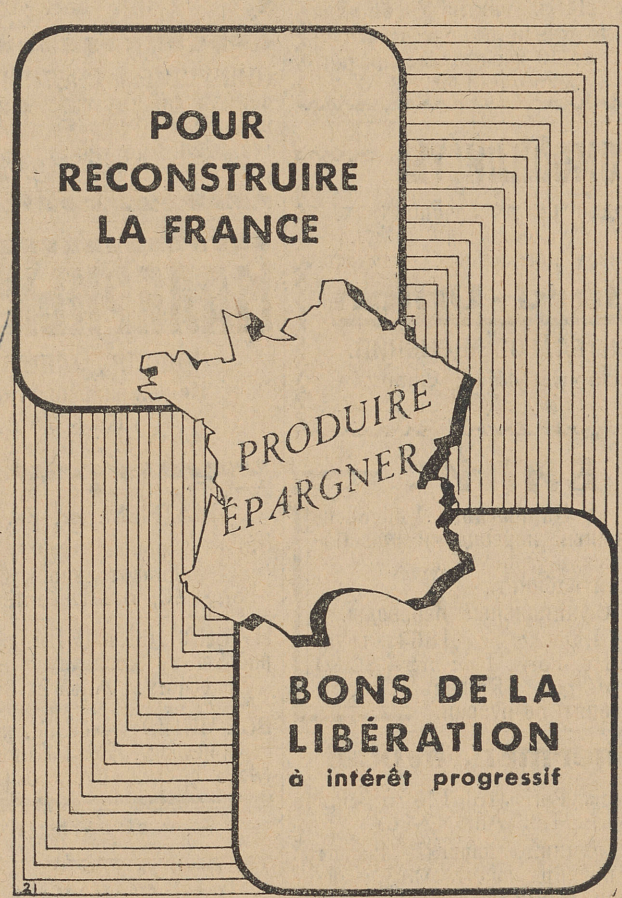 POUR
RECONSTRUIRE
LA FRANCE
PRODUIRE
ÉPARGNER
BONS DE LA
LIBÉRATION
à intérêt progressif
21